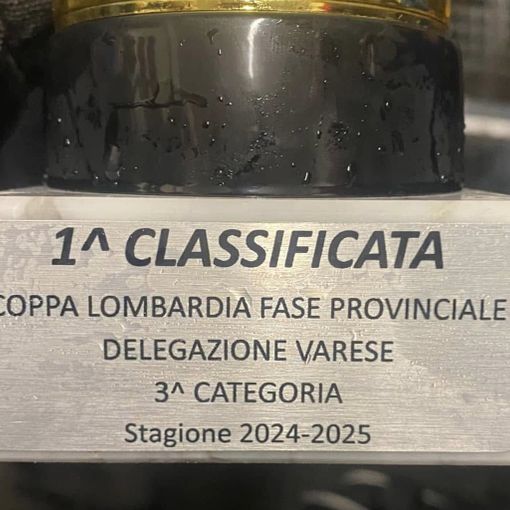 1^ CLASSIFICATA
COPPA LOMBARDIA FASE PROVINCIALE
DELEGAZIONE VARESE
3^ CATEGORIA
Stagione 2024-2025